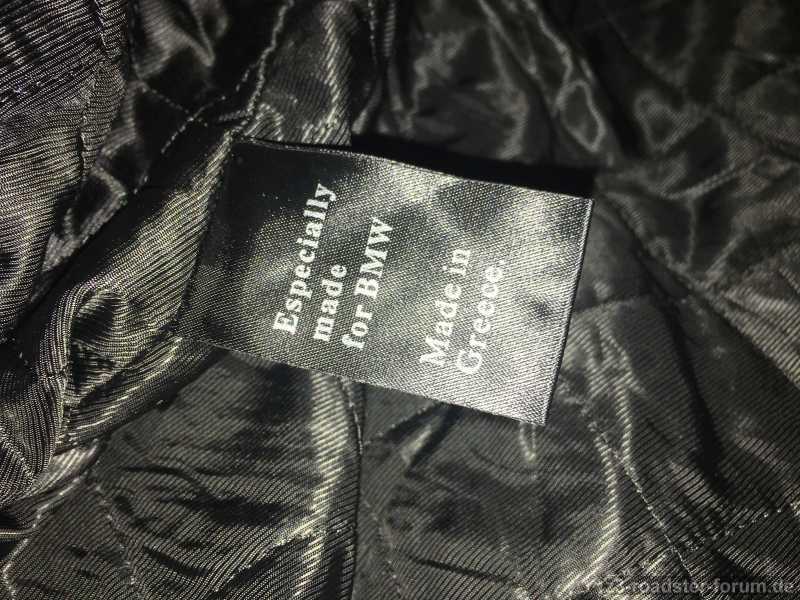 Especially
made
for BMW
Made in
Greece.
z3-roadster-forum.de